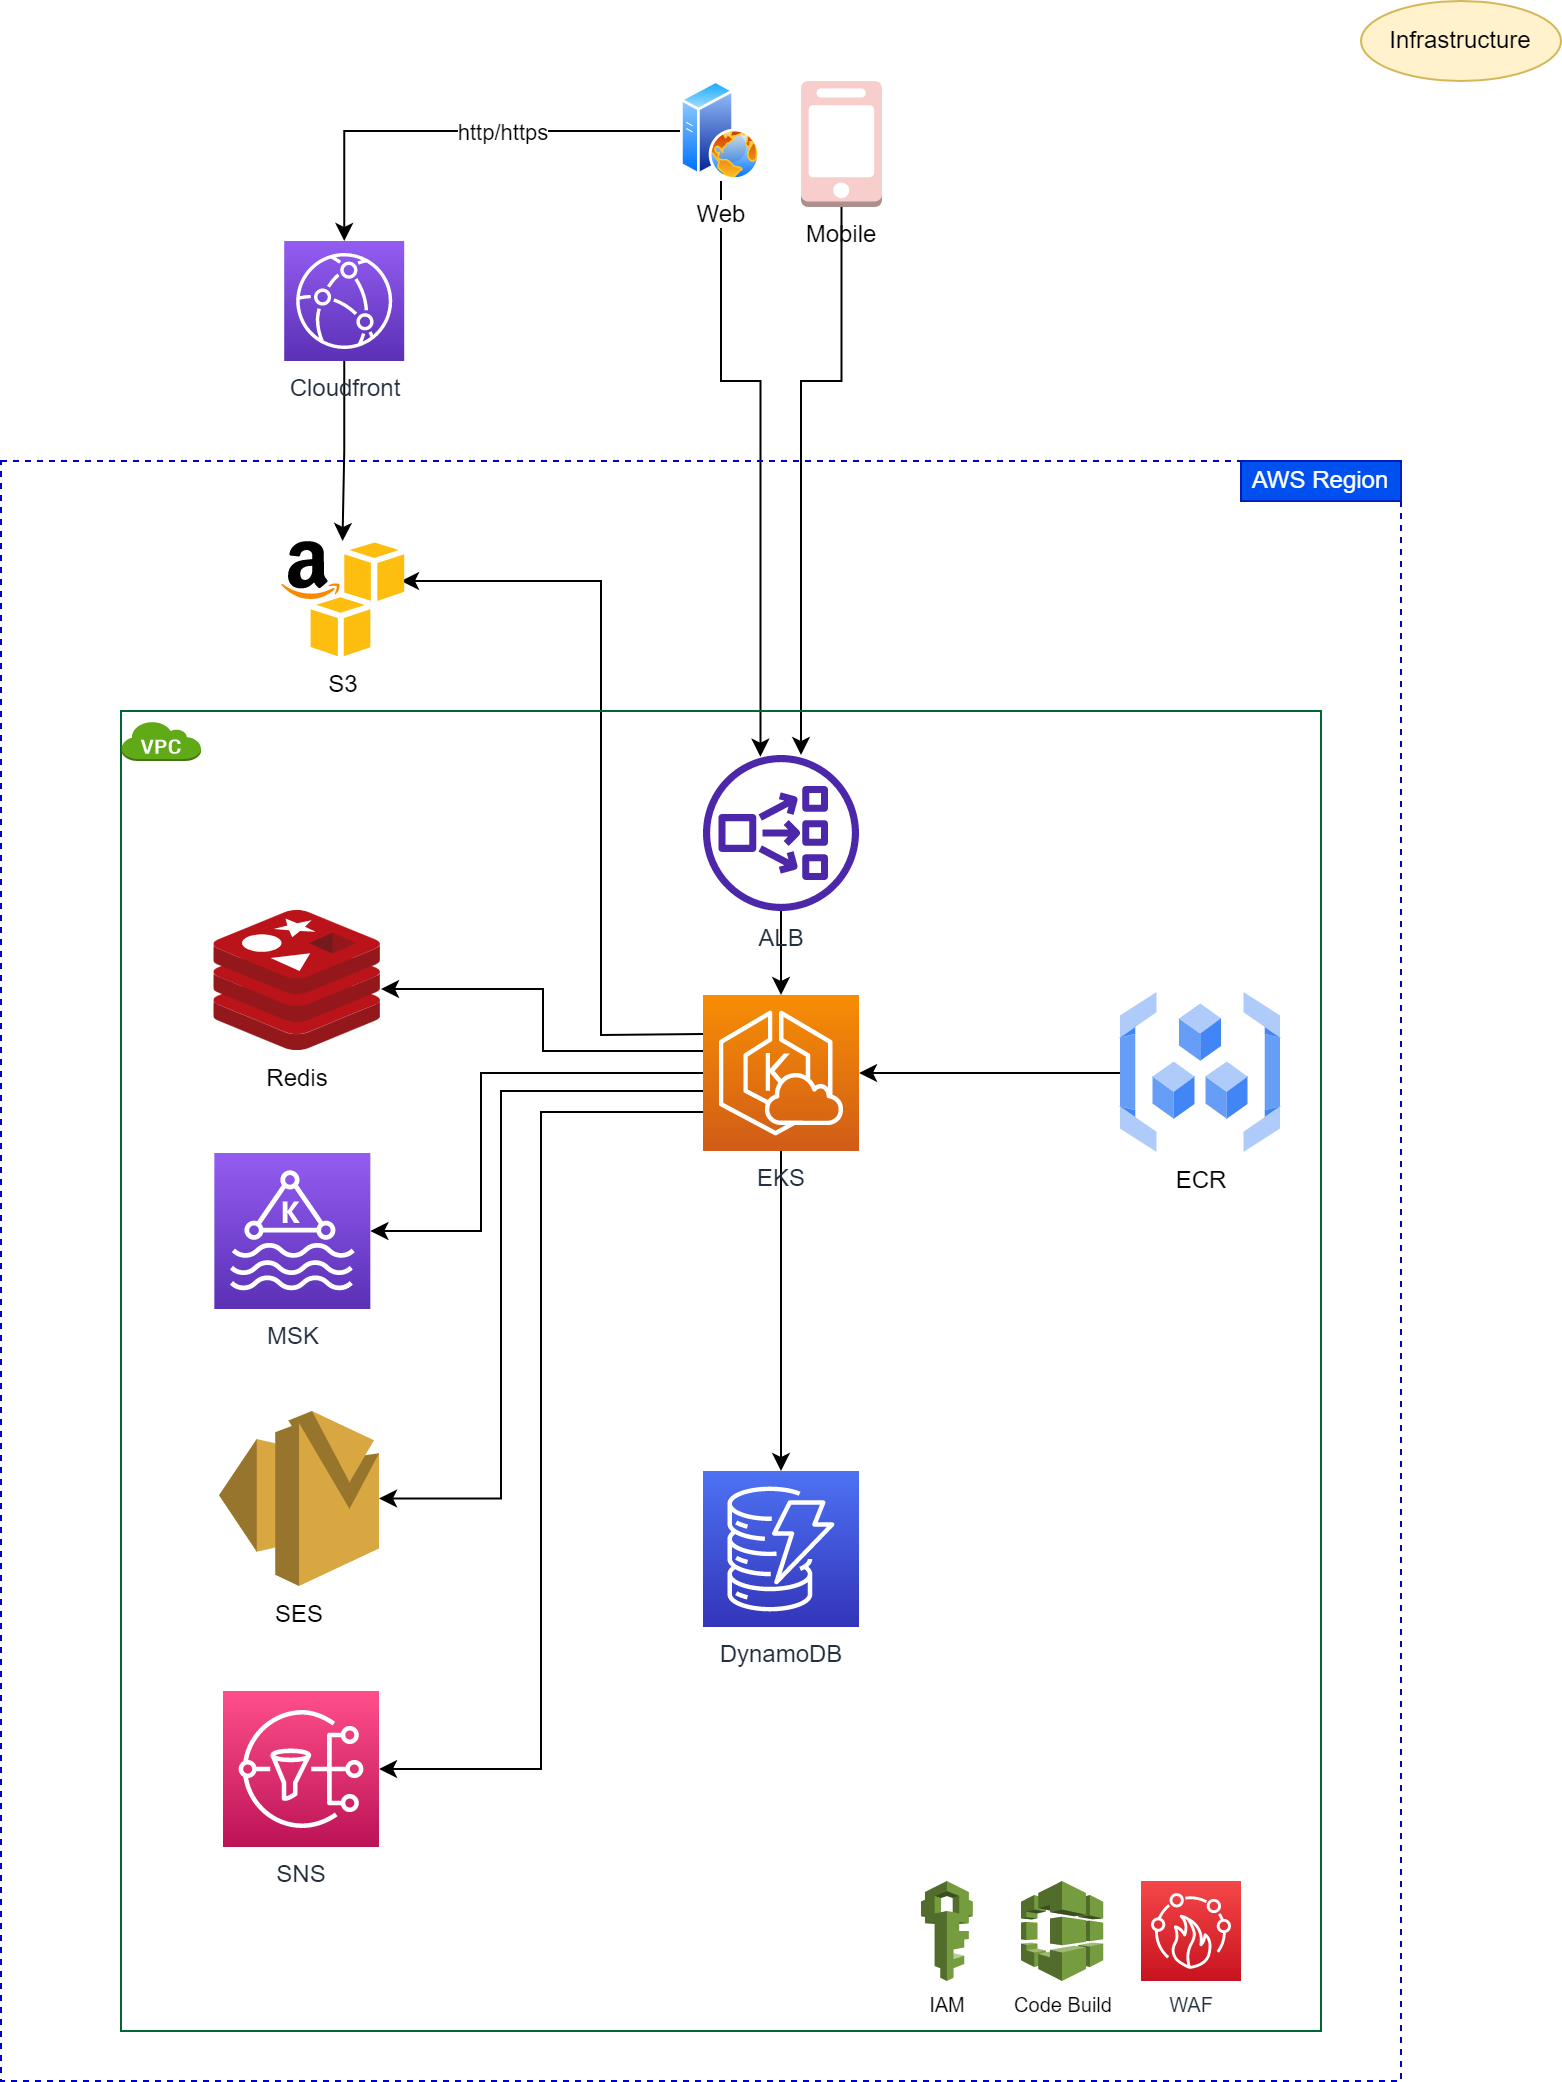 Infrastructure
http/https
Web
Mobile
Cloudfront
AWS Region
a
S3
VPC
ALB
K
Redis
EKS
ECR
K
MSK
SES
DynamoDB
SNS
IAM
Code Build
WAF